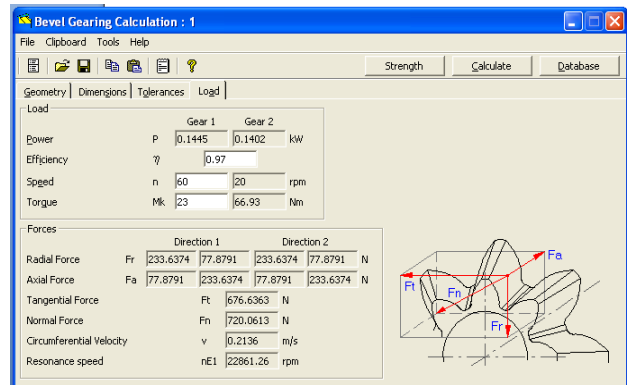 Bevel Gearing Calculation : 1
File Clipboard Tools Help
Strength Calculate Database
Geometry Dimensions Tolerances Load
Load
Gear 1 Gear 2
Power P 0.1445 0.1402 kW
Efficiency η 0.97
Speed n 60 20 rpm
Torque Mk 23 66.93 Nm
Forces
Direction 1 Direction 2
Radial Force Fr 233.6374 77.8791 233.6374 77.8791 N
Axial Force Fa 77.8791 233.6374 77.8791 233.6374 N
Tangential Force Ft 676.6363 N
Normal Force Fn 720.0613 N
Circumferential Velocity v 0.2136 m/s
Resonance speed nE1 22861.26 rpm
Fa
Ft
Fn
Fr